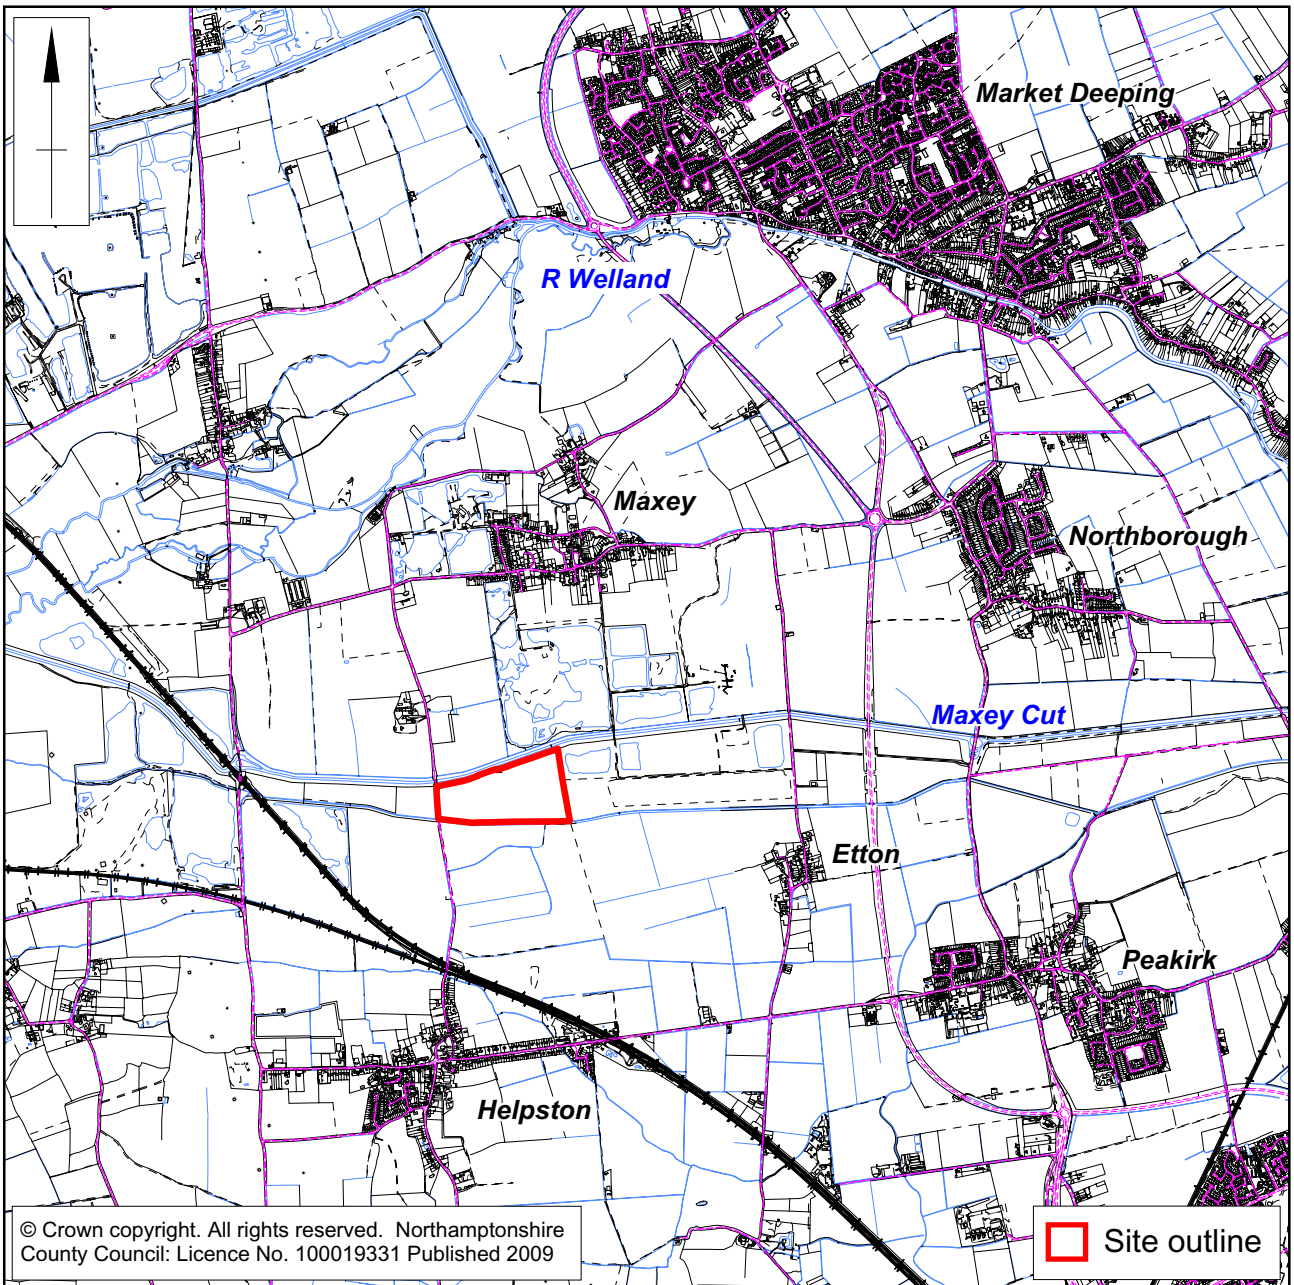 Market Deeping
R Welland
Maxey
Northborough
Maxey Cut
Etton
Peakirk
Helpston
© Crown copyright. All rights reserved. Northamptonshire
County Council: Licence No. 100019331 Published 2009
Site outline